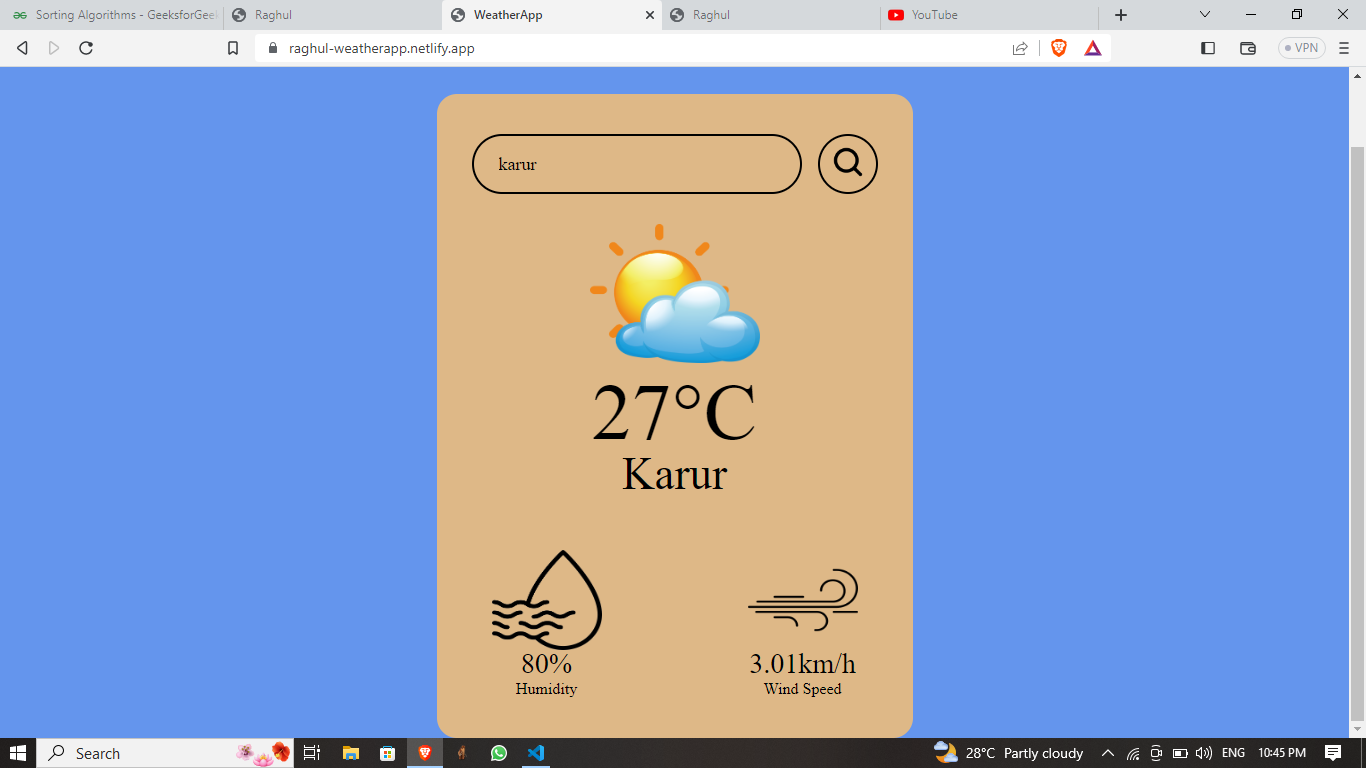 Sorting Algorithms - GeeksforGeek
Raghul
WeatherApp
Raghul
YouTube
raghul-weatherapp.netlify.app
VPN
karur
27°C
Karur
80%
Humidity
3.01km/h
Wind Speed
Search
28°C Partly cloudy
ENG
10:45 PM